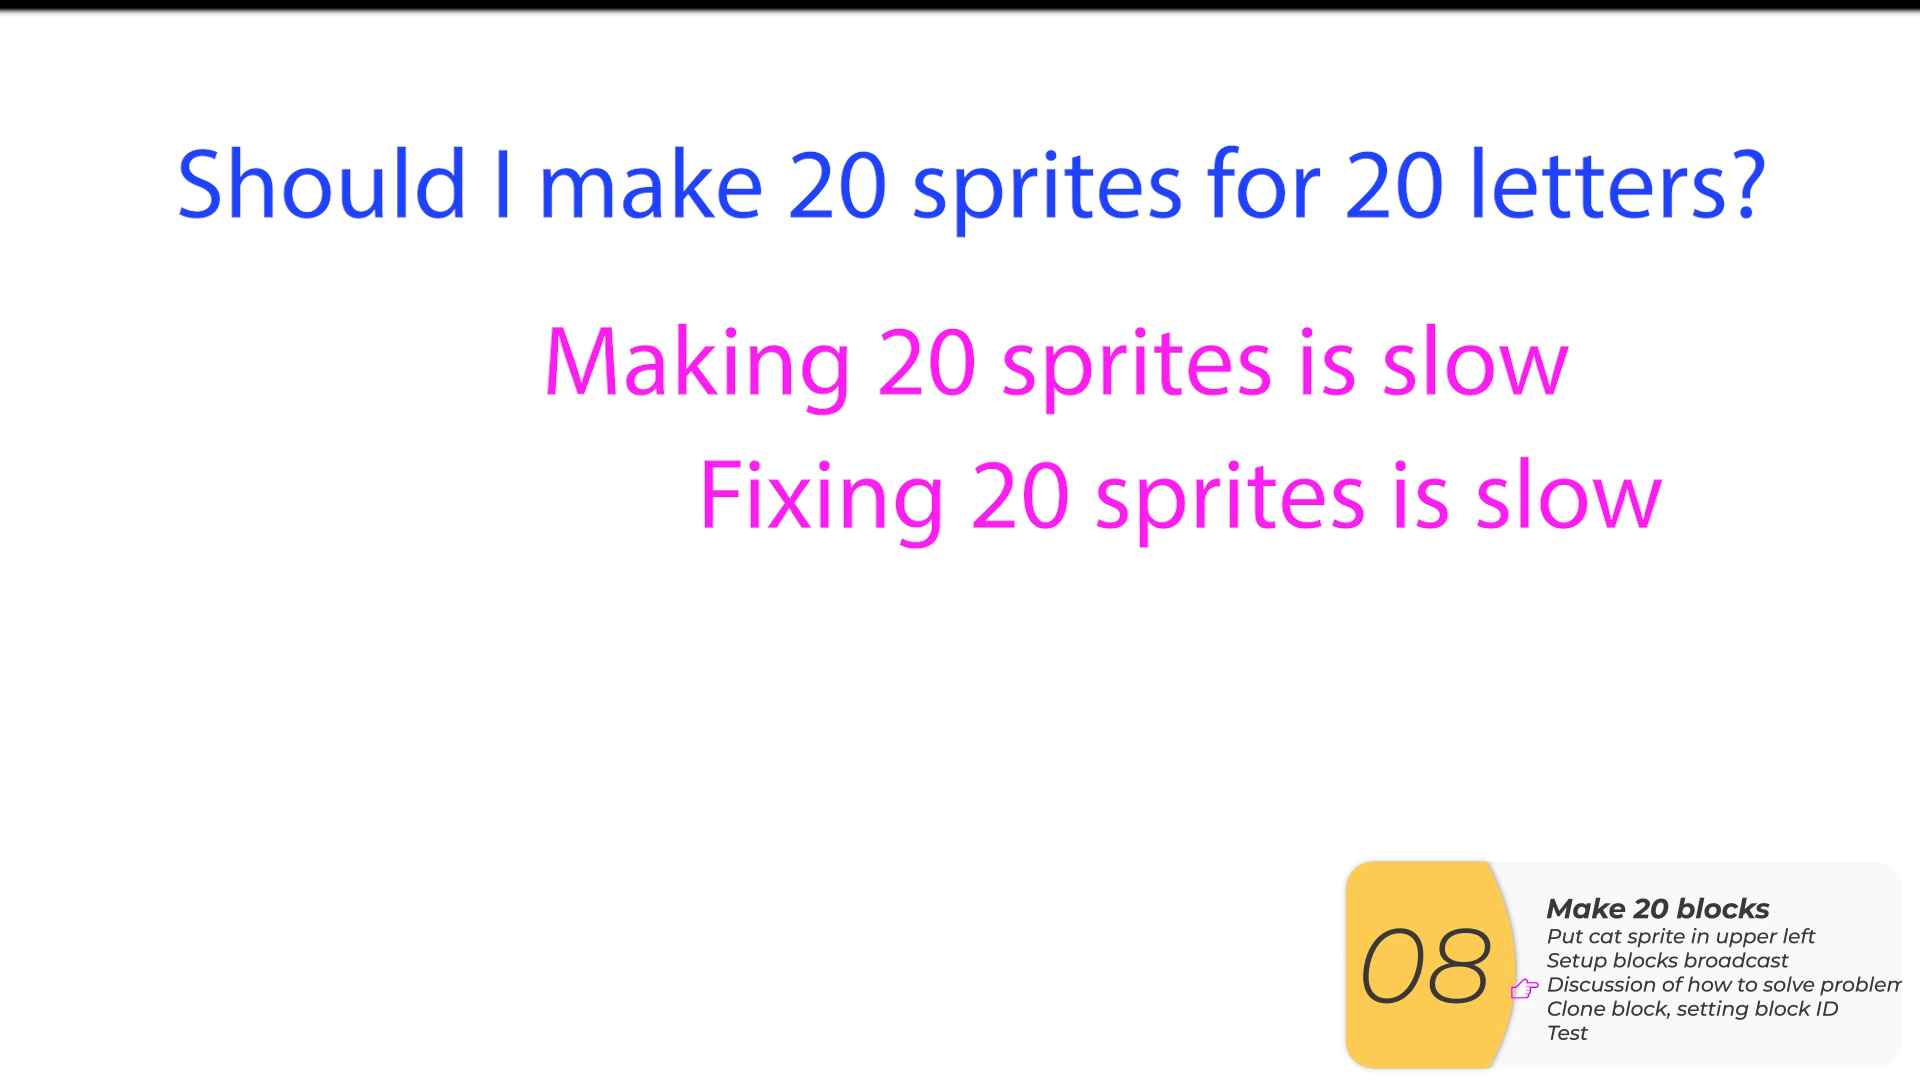 Should I make 20 sprites for 20 letters?
Making 20 sprites is slow
Fixing 20 sprites is slow
08
Make 20 blocks
Put cat sprite in upper left
Setup blocks broadcast
Discussion of how to solve problem
Clone block, setting block ID
Test